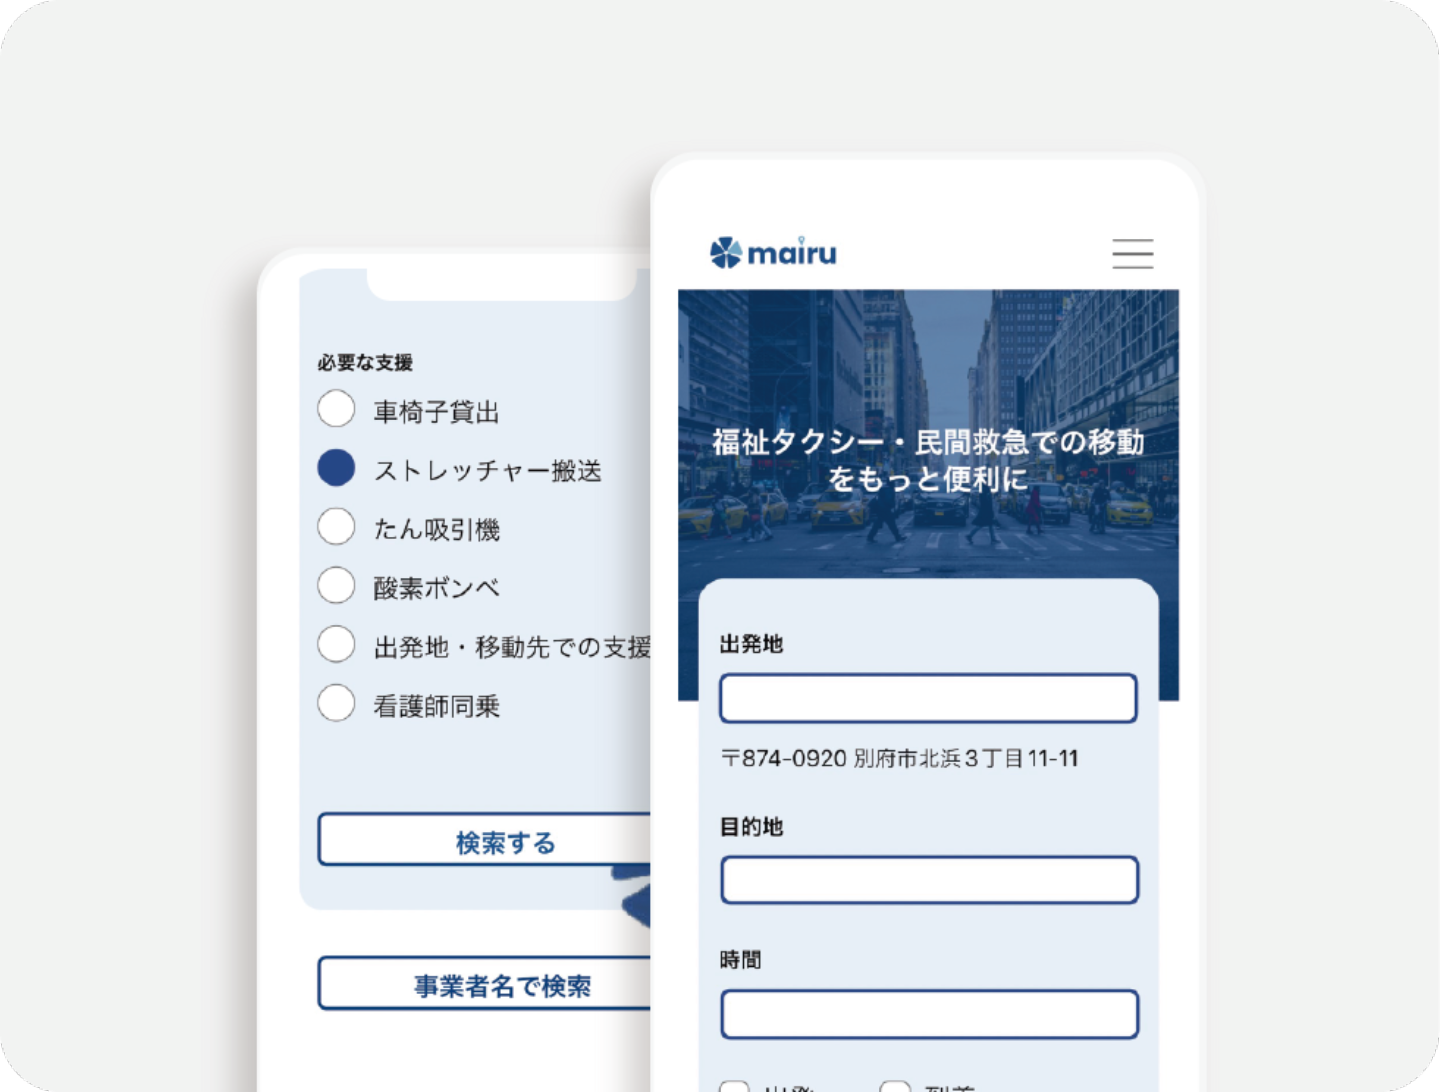 必要な支援
車椅子貸出
ストレッチャー搬送
たん吸引機
酸素ボンベ
出発地・移動先での支援
看護師同乗
検索する
事業者名で検索
mairu
福祉タクシー・民間救急での移動
をもっと便利に
出発地
〒874-0920 別府市北浜3丁目11-11
目的地
時間